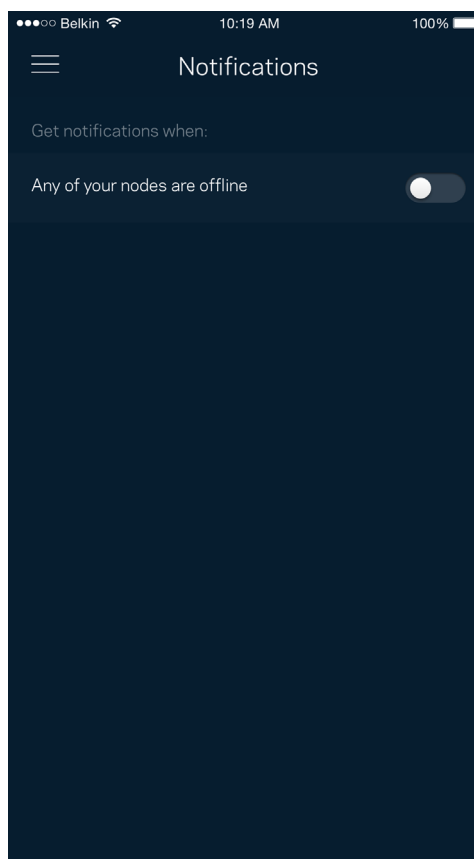 Belkin 10:19 AM 100%
Notifications
Get notifications when:
Any of your nodes are offline